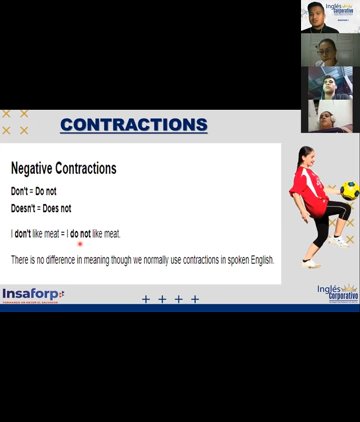 Inglés
corporativo
CONTRACTIONS
Negative Contractions
Don't = Do not
Doesn't = Does not
I don't like meat = I do not like meat.
There is no difference in meaning though we normally use contractions in spoken English.
Insaforp
Inglés
corporativo